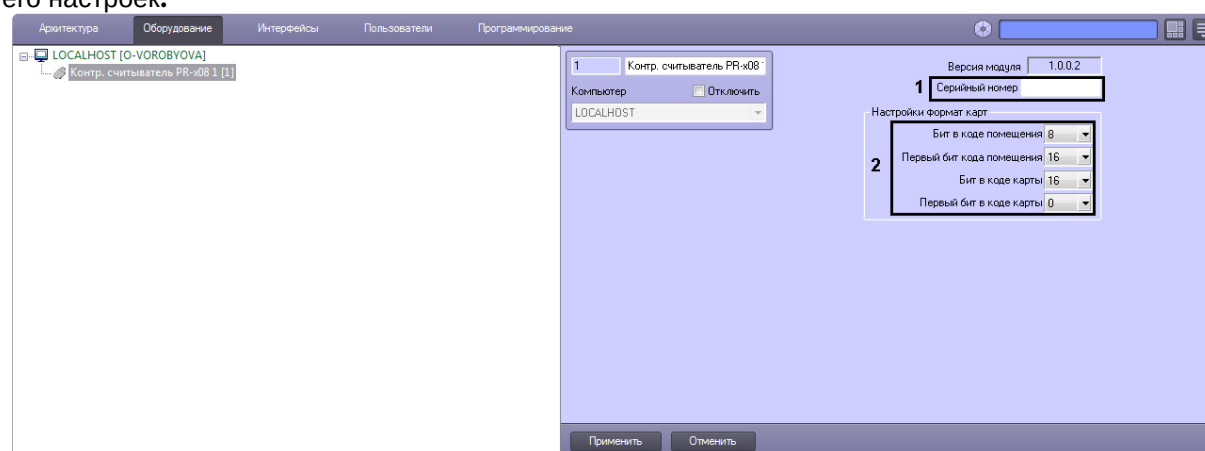 его настроек.
Архитектура Оборудование Интерфейсы Пользователи Программирование
LOCALHOST [O-VOROBYOVA]
Контр. считыватель PR-x08 1 [1]
1 Контр. считыватель PR-x08
Компьютер Отключить
LOCALHOST
Версия модуля 1.0.0.2
1 Серийный номер
Настройки формат карт
Бит в коде помещения 8
Первый бит кода помещения 16
2
Бит в коде карты 16
Первый бит в коде карты 0
Применить Отменить